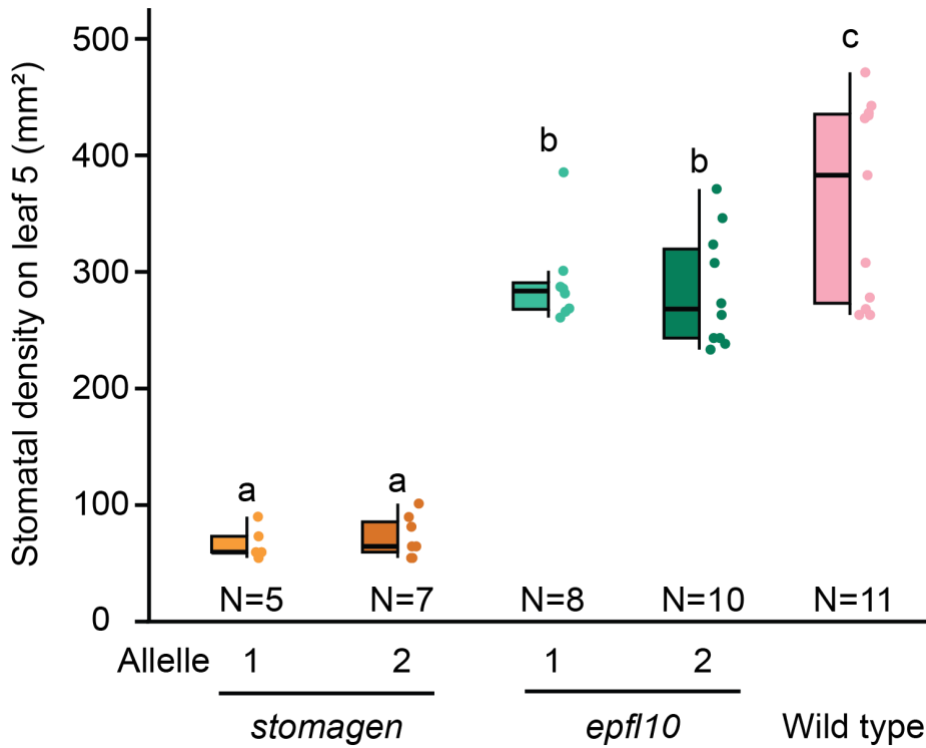 Stomatal density on leaf 5 (mm²)
500
400
300
200
100
0
a
a
b
b
c
N=5 N=7 N=8 N=10 N=11
Allelle 1 2 1 2
stomagen epfl10 Wild type